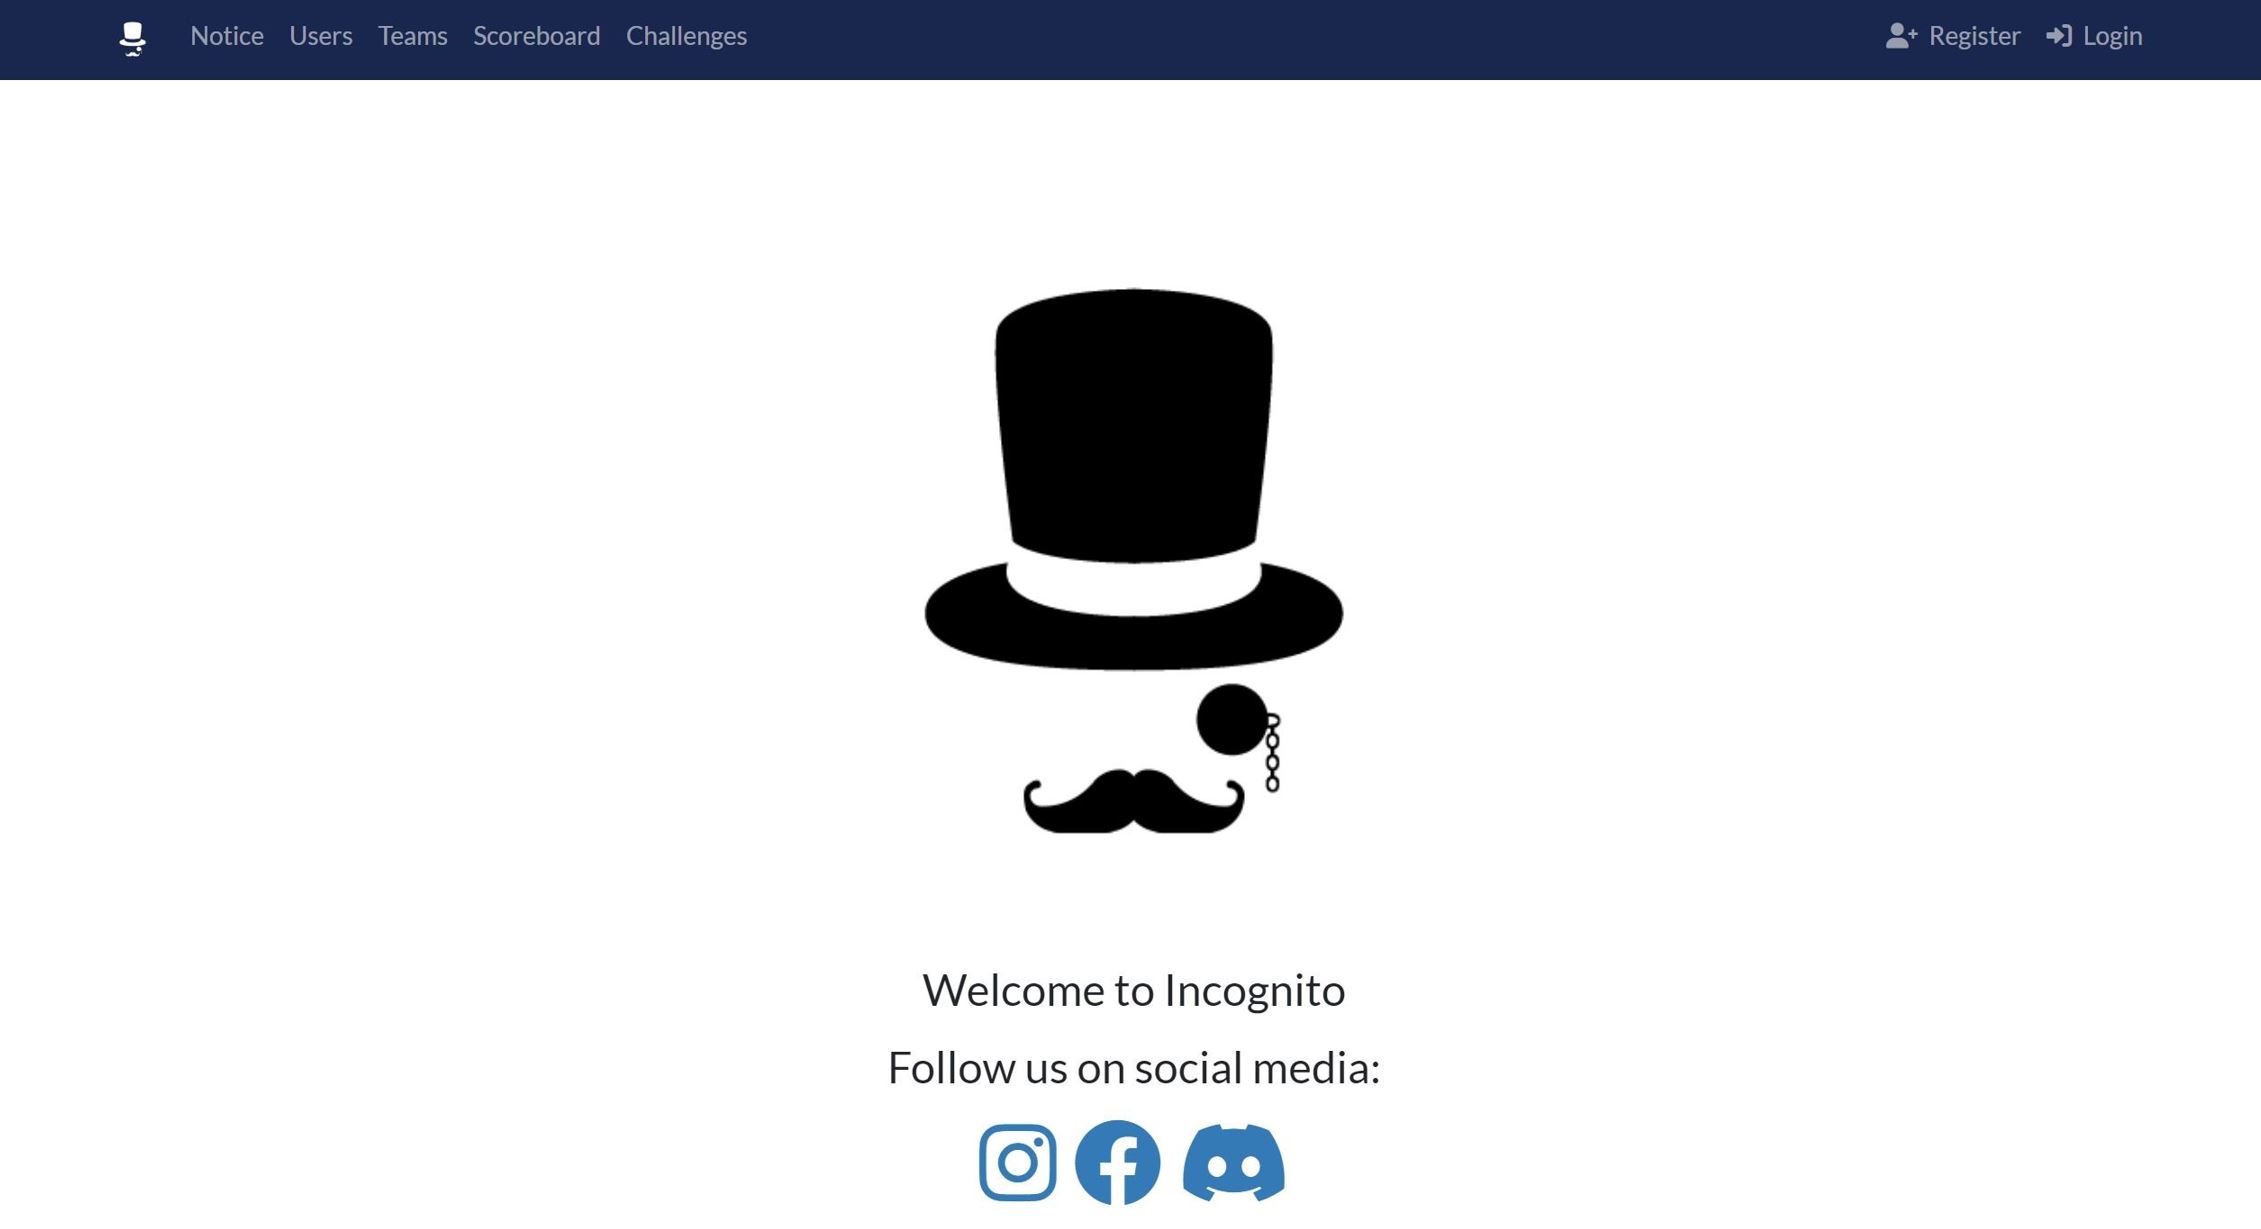 Notice Users Teams Scoreboard Challenges Register Login
Welcome to Incognito
Follow us on social media: